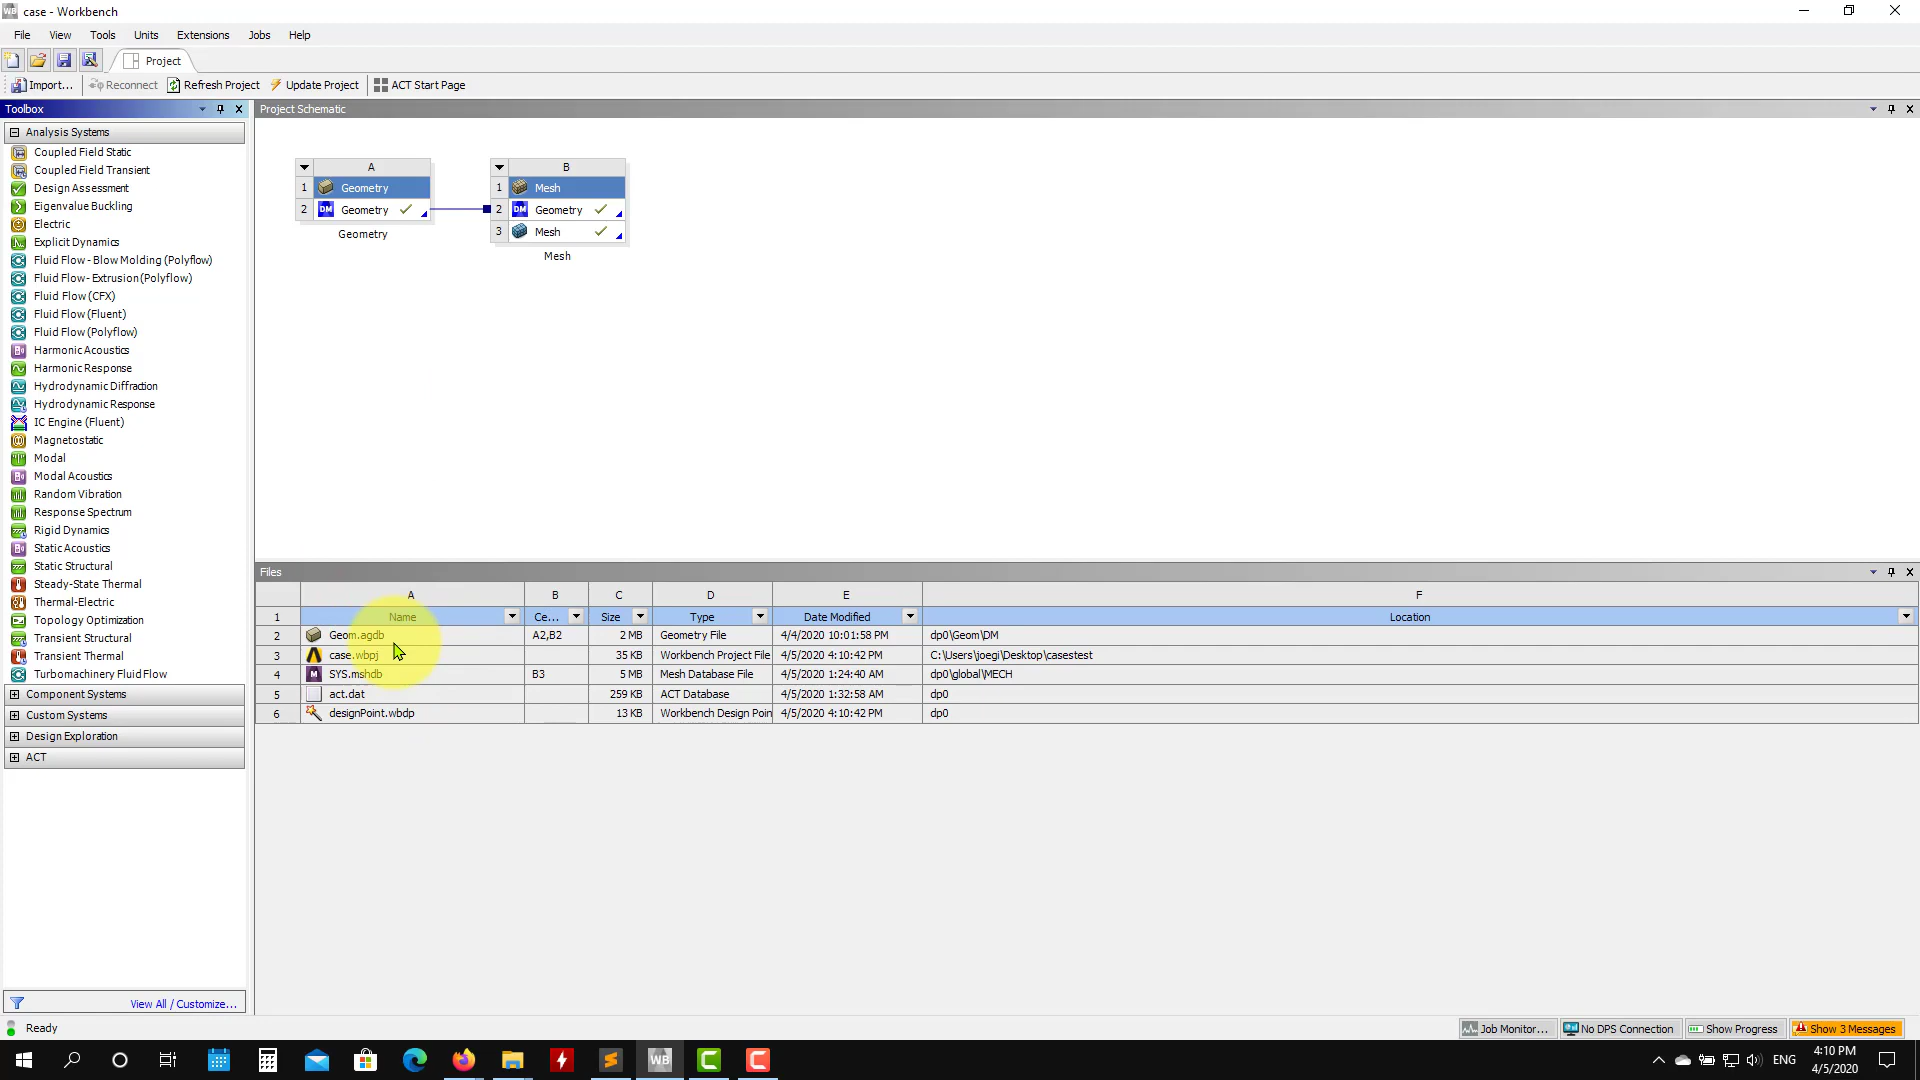 case - Workbench
File View Tools Units Extensions Jobs Help
Project
Import... Reconnect Refresh Project Update Project ACT Start Page
Toolbox
Analysis Systems
Coupled Field Static
Coupled Field Transient
Design Assessment
Eigenvalue Buckling
Electric
Explicit Dynamics
Fluid Flow - Blow Molding (Polyflow)
Fluid Flow- Extrusion (Polyflow)
Fluid Flow (CFX)
Fluid Flow (Fluent)
Fluid Flow (Polyflow)
Harmonic Acoustics
Harmonic Response
Hydrodynamic Diffraction
Hydrodynamic Response
IC Engine (Fluent)
Magnetostatic
Modal
Modal Acoustics
Random Vibration
Response Spectrum
Rigid Dynamics
Static Acoustics
Static Structural
Steady-State Thermal
Thermal-Electric
Topology Optimization
Transient Structural
Transient Thermal
Turbomachinery Fluid Flow
Component Systems
Custom Systems
Design Exploration
ACT
View All / Customize...
Project Schematic
A
1 Geometry
2 DM Geometry
Geometry
B
1 Mesh
2 DM Geometry
3 Mesh
Mesh
Files
A B C D E F
1 Name Ce... Size Type Date Modified Location
2 Geom.agdb A2,B2 2 MB Geometry File 4/4/2020 10:01:58 PM dp0\Geom\DM
3 case.wbpj 35 KB Workbench Project File 4/5/2020 4:10:42 PM C:\Users\joegi\Desktop\casestest
4 M SYS.mshdb B3 5 MB Mesh Database File 4/5/2020 1:24:40 AM dp0\global\MECH
5 act.dat 259 KB ACT Database 4/5/2020 1:32:58 AM dp0
6 designPoint.wbdp 13 KB Workbench Design Poin 4/5/2020 4:10:42 PM dp0
Ready
Job Monitor... No DPS Connection Show Progress Show 3 Messages
WB
ENG
4:10 PM
4/5/2020